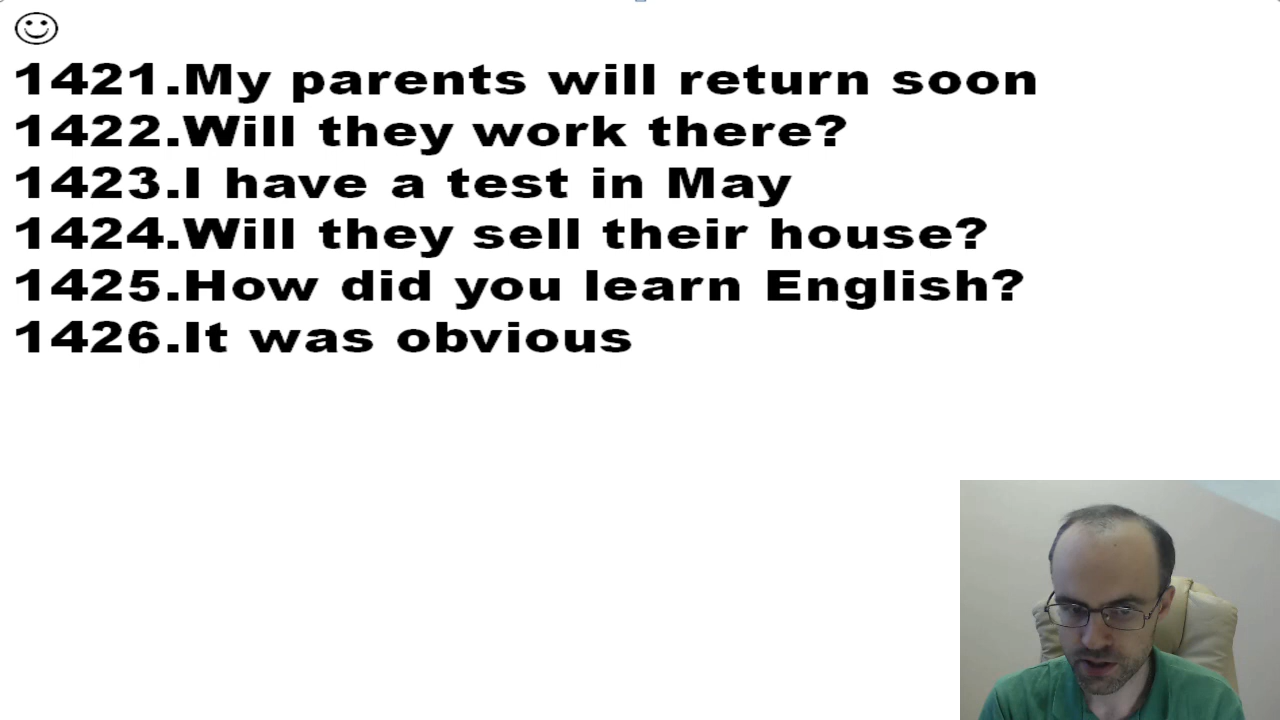 1421.My parents will return soon
1422.Will they work there?
1423.I have a test in May
1424.Will they sell their house?
1425.How did you learn English?
1426.It was obvious